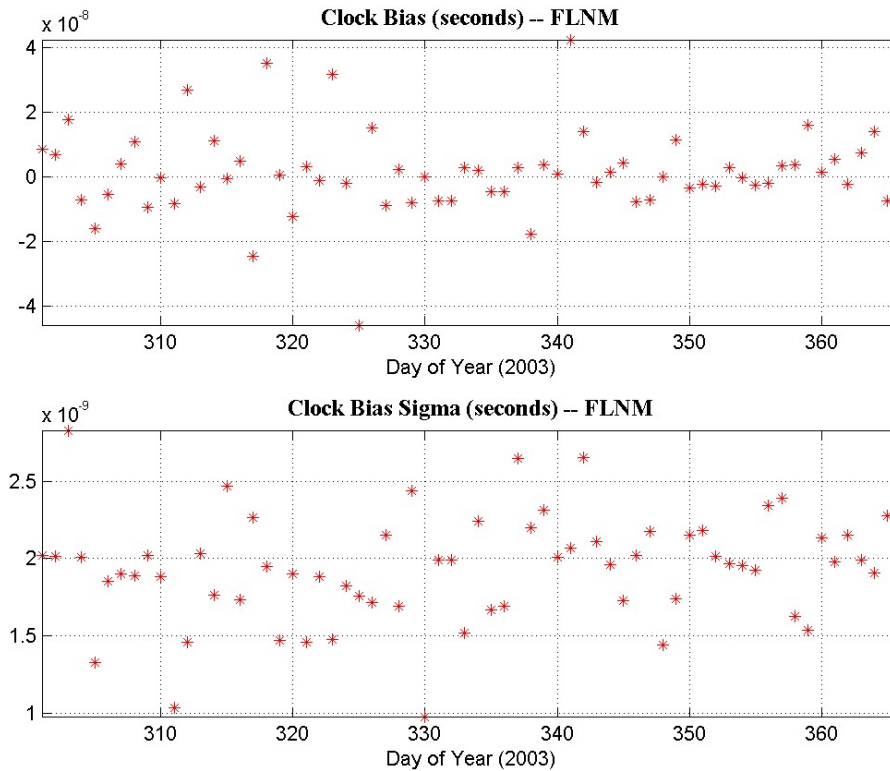 Clock Bias (seconds) -- FLNM
x 10^-8
4
2
0
-2
-4
310 320 330 340 350 360
Day of Year (2003)
Clock Bias Sigma (seconds) -- FLNM
x 10^-9
2.5
2
1.5
1
310 320 330 340 350 360
Day of Year (2003)